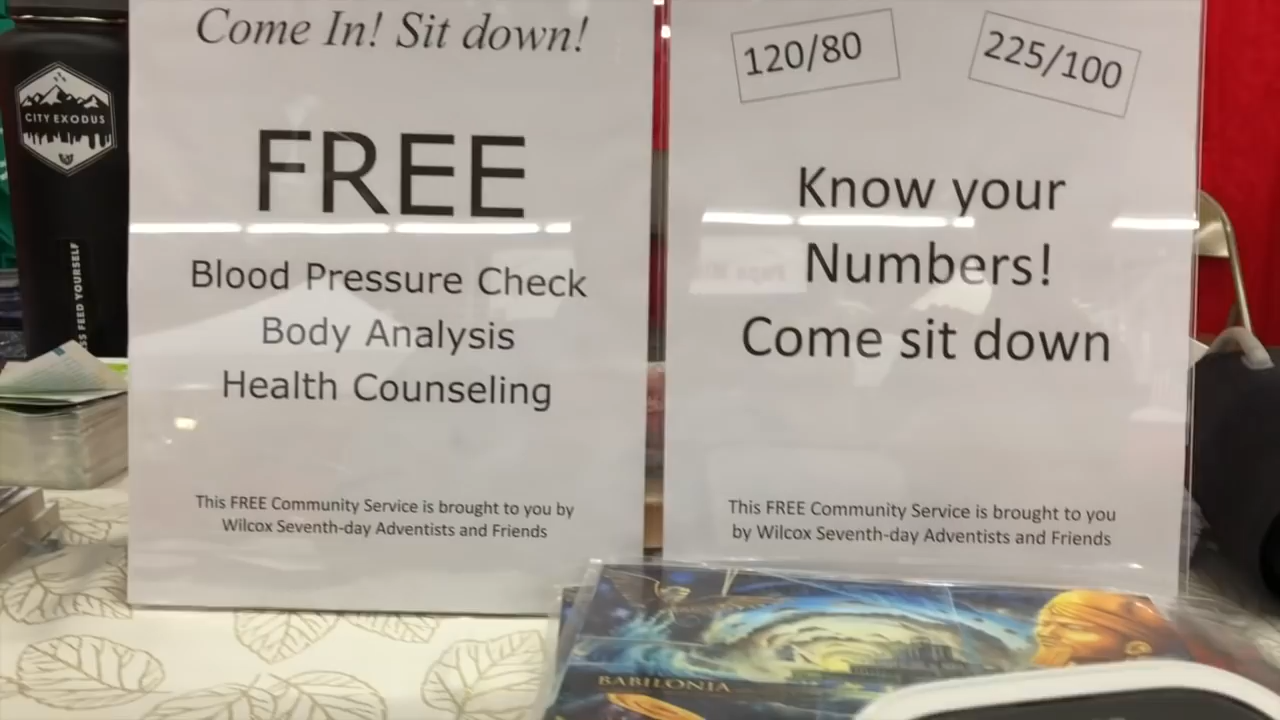 Come In! Sit down!
FREE
Blood Pressure Check
Body Analysis
Health Counseling
This FREE Community Service is brought to you by
Wilcox Seventh-day Adventists and Friends
120/80
225/100
Know your
Numbers!
Come sit down
This FREE Community Service is brought to you
by Wilcox Seventh-day Adventists and Friends
CITY EXODUS
FEED YOURSELF
BABILONIA